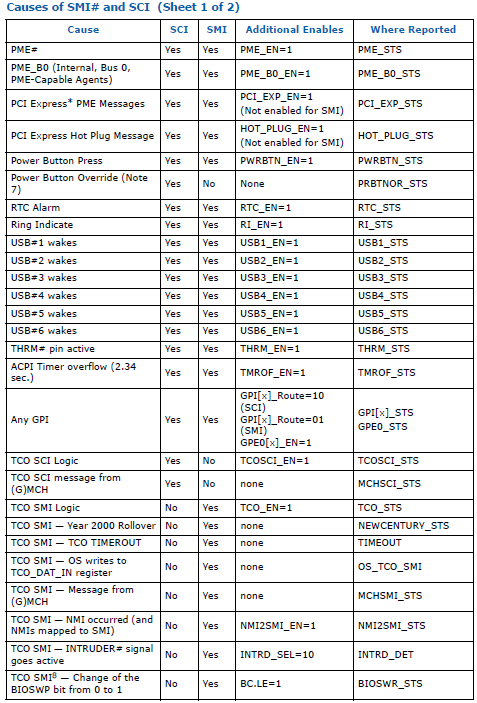 Causes of SMI# and SCI (Sheet 1 of 2)
Cause SCI SMI Additional Enables Where Reported
PME# Yes Yes PME_EN=1 PME_STS
PME_B0 (Internal, Bus 0,
PME-Capable Agents) Yes Yes PME_B0_EN=1 PME_B0_STS
PCI Express* PME Messages Yes Yes PCI_EXP_EN=1
(Not enabled for SMI) PCI_EXP_STS
PCI Express Hot Plug Message Yes Yes HOT_PLUG_EN=1
(Not enabled for SMI) HOT_PLUG_STS
Power Button Press Yes Yes PWRBTN_EN=1 PWRBTN_STS
Power Button Override (Note
7) Yes No None PRBTNOR_STS
RTC Alarm Yes Yes RTC_EN=1 RTC_STS
Ring Indicate Yes Yes RI_EN=1 RI_STS
USB#1 wakes Yes Yes USB1_EN=1 USB1_STS
USB#2 wakes Yes Yes USB2_EN=1 USB2_STS
USB#3 wakes Yes Yes USB3_EN=1 USB3_STS
USB#4 wakes Yes Yes USB4_EN=1 USB4_STS
USB#5 wakes Yes Yes USB5_EN=1 USB5_STS
USB#6 wakes Yes Yes USB6_EN=1 USB6_STS
THRM# pin active Yes Yes THRM_EN=1 THRM_STS
ACPI Timer overflow (2.34
sec.) Yes Yes TMROF_EN=1 TMROF_STS
Any GPI Yes Yes GPI[x]_Route=10
(SCI)
GPI[x]_Route=01
(SMI)
GPE0[x]_EN=1 GPI[x]_STS
GPE0_STS
TCO SCI Logic Yes No TCOSCI_EN=1 TCOSCI_STS
TCO SCI message from
(G)MCH Yes No none MCHSCI_STS
TCO SMI Logic No Yes TCO_EN=1 TCO_STS
TCO SMI — Year 2000 Rollover No Yes none NEWCENTURY_STS
TCO SMI — TCO TIMEROUT No Yes none TIMEOUT
TCO SMI — OS writes to
TCO_DAT_IN register No Yes none OS_TCO_SMI
TCO SMI — Message from
(G)MCH No Yes none MCHSMI_STS
TCO SMI — NMI occurred (and
NMIs mapped to SMI) No Yes NMI2SMI_EN=1 NMI2SMI_STS
TCO SMI — INTRUDER# signal
goes active No Yes INTRD_SEL=10 INTRD_DET
TCO SMI8 — Change of the
BIOSWP bit from 0 to 1 No Yes BC.LE=1 BIOSWR_STS